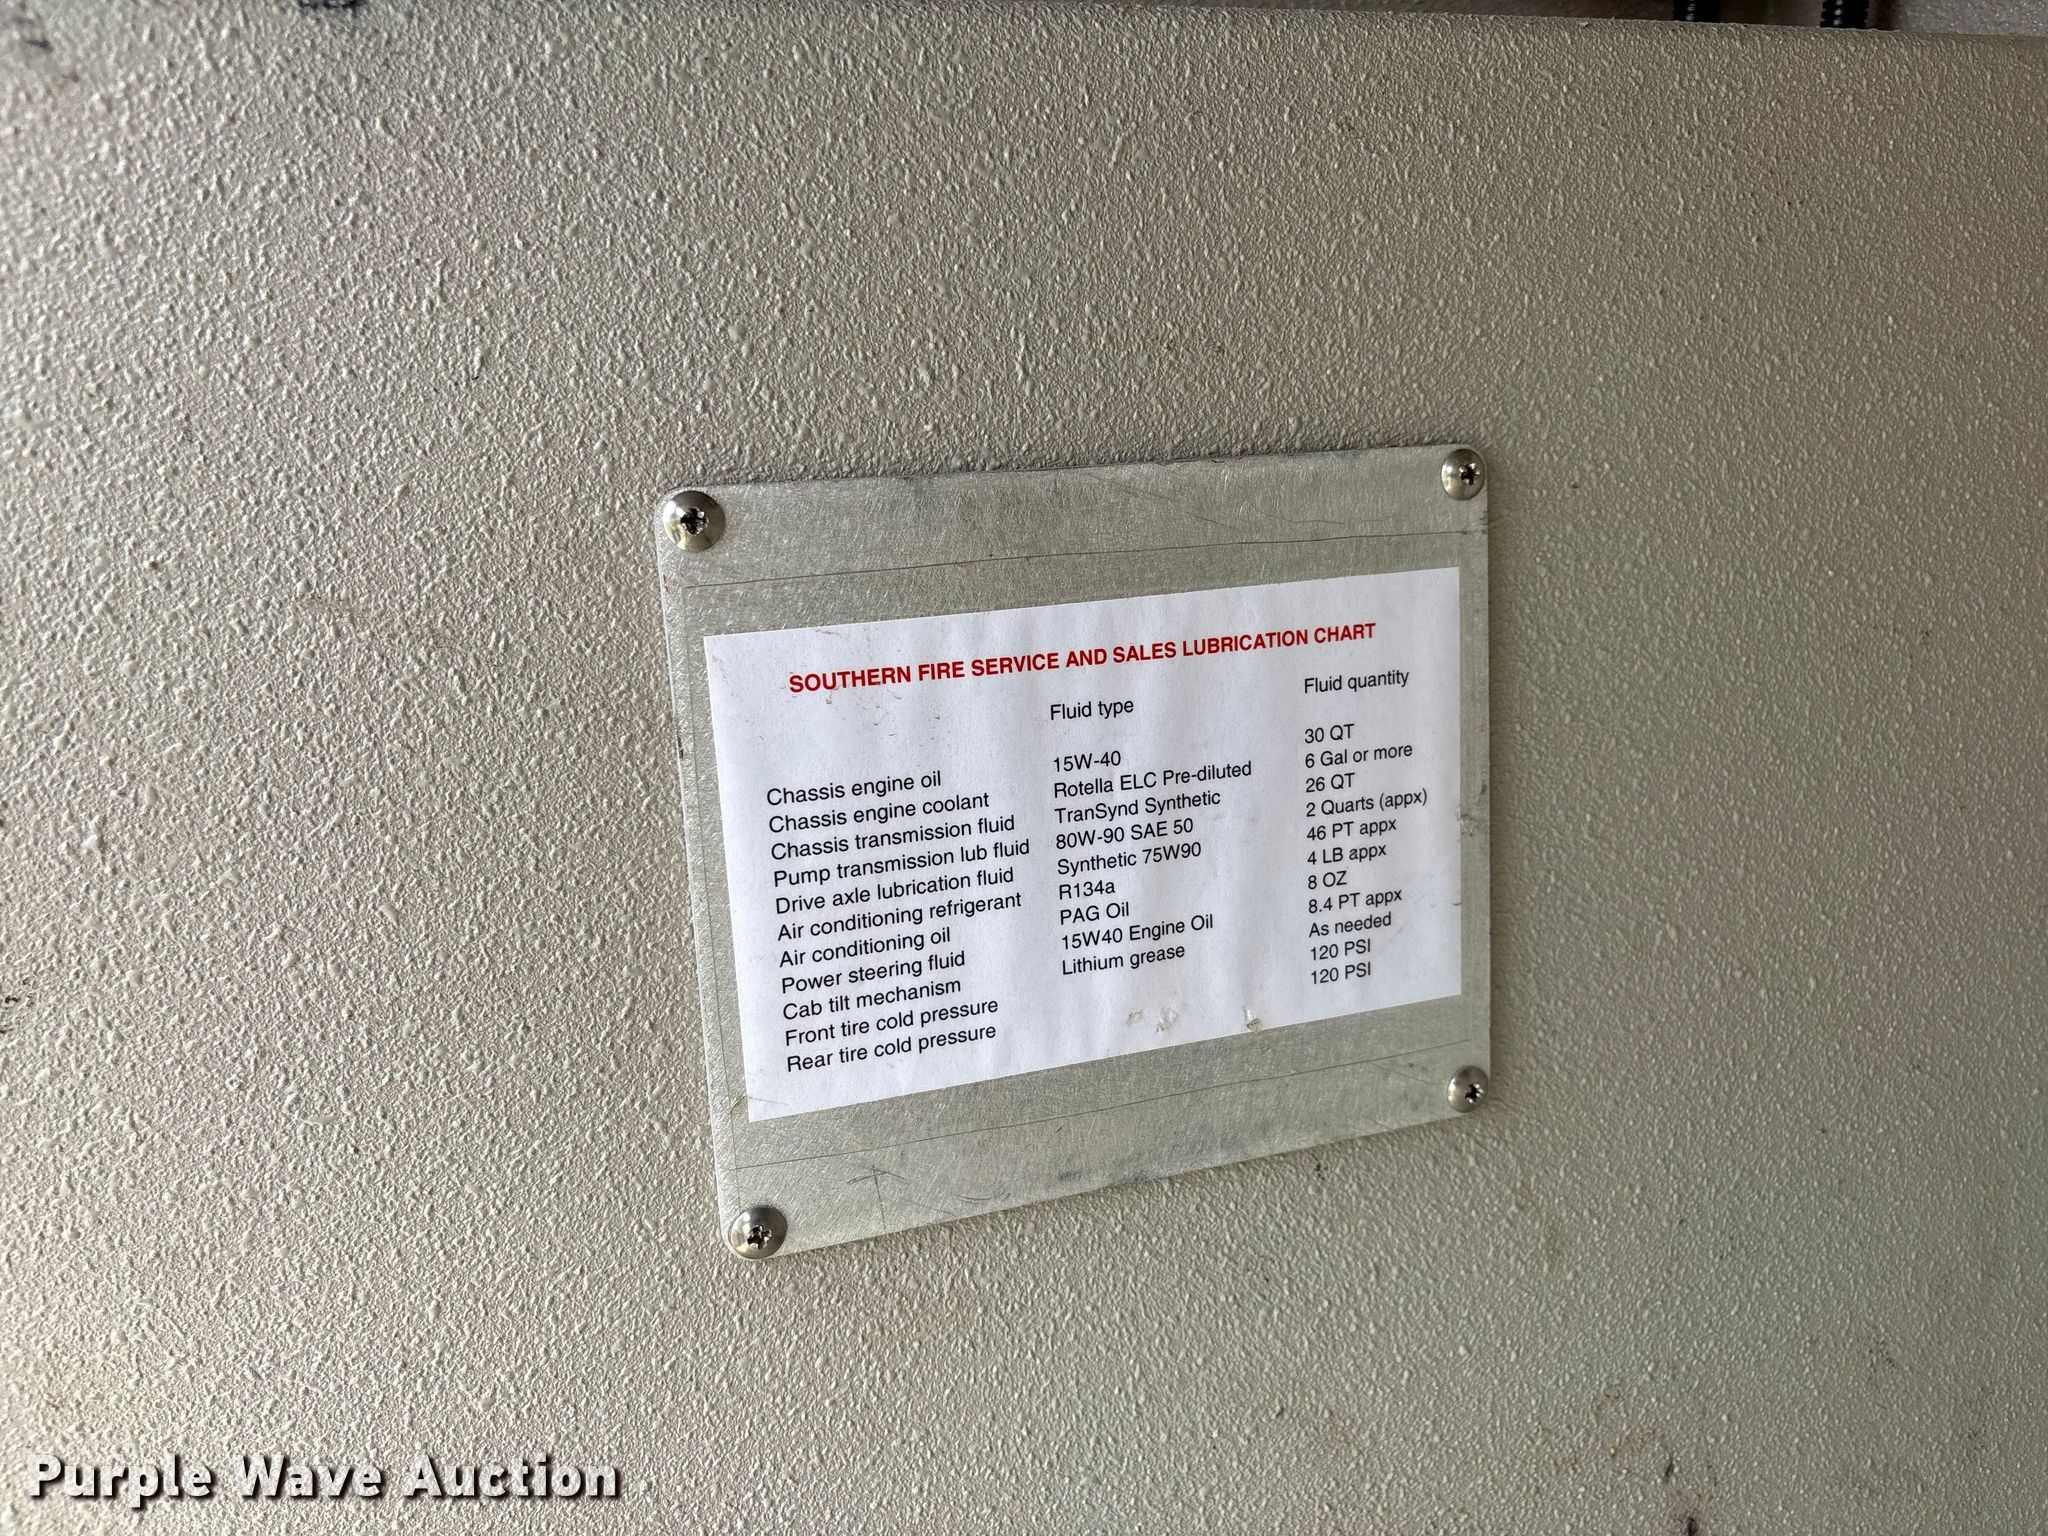 SOUTHERN FIRE SERVICE AND SALES LUBRICATION CHART
Fluid type Fluid quantity
Chassis engine oil 15W-40 30 QT
Chassis engine coolant Rotella ELC Pre-diluted 6 Gal or more
Chassis transmission fluid TranSynd Synthetic 26 QT
Pump transmission lub fluid 80W-90 SAE 50 2 Quarts (appx)
Drive axle lubrication fluid Synthetic 75W90 46 PT appx
Air conditioning refrigerant R134a 4 LB appx
Air conditioning oil PAG Oil 8 OZ
Power steering fluid 15W40 Engine Oil 8.4 PT appx
Cab tilt mechanism Lithium grease As needed
Front tire cold pressure 120 PSI
Rear tire cold pressure 120 PSI
Purple Wave Auction